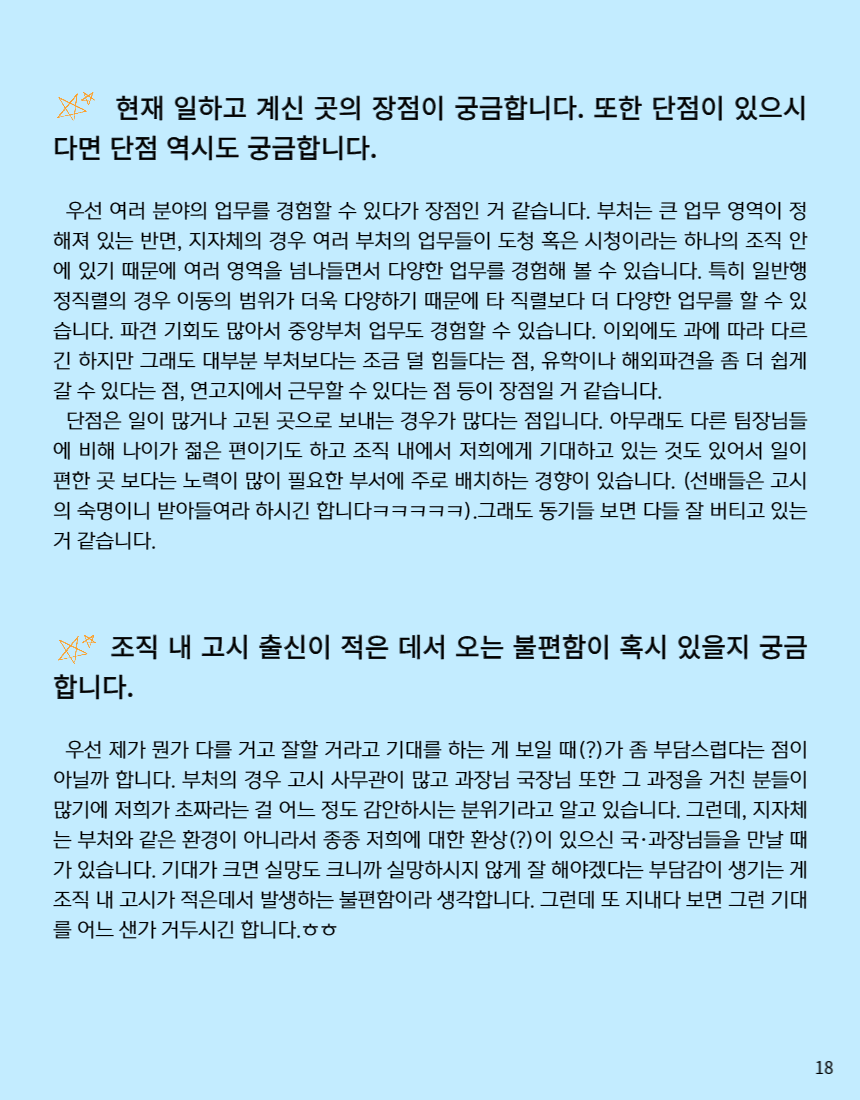 현재 일하고 계신 곳의 장점이 궁금합니다. 또한 단점이 있으시
다면 단점 역시도 궁금합니다.
우선 여러 분야의 업무를 경험할 수 있다가 장점인 거 같습니다. 부처는 큰 업무 영역이 정
해져 있는 반면, 지자체의 경우 여러 부처의 업무들이 도청 혹은 시청이라는 하나의 조직 안
에 있기 때문에 여러 영역을 넘나들면서 다양한 업무를 경험해 볼 수 있습니다. 특히 일반행
정직렬의 경우 이동의 범위가 더욱 다양하기 때문에 타 직렬보다 더 다양한 업무를 할 수 있
습니다. 파견 기회도 많아서 중앙부처 업무도 경험할 수 있습니다. 이외에도 과에 따라 다르
긴 하지만 그래도 대부분 부처보다는 조금 덜 힘들다는 점, 유학이나 해외파견을 좀 더 쉽게
갈 수 있다는 점, 연고지에서 근무할 수 있다는 점 등이 장점일 거 같습니다.
단점은 일이 많거나 고된 곳으로 보내는 경우가 많다는 점입니다. 아무래도 다른 팀장님들
에 비해 나이가 젊은 편이기도 하고 조직 내에서 저희에게 기대하고 있는 것도 있어서 일이
편한 곳 보다는 노력이 많이 필요한 부서에 주로 배치하는 경향이 있습니다. (선배들은 고시
의 숙명이니 받아들여라 하시긴 합니다ㅋㅋㅋㅋㅋ).그래도 동기들 보면 다들 잘 버티고 있는
거 같습니다.
조직 내 고시 출신이 적은 데서 오는 불편함이 혹시 있을지 궁금
합니다.
우선 제가 뭔가 다를 거고 잘할 거라고 기대를 하는 게 보일 때(?)가 좀 부담스럽다는 점이
아닐까 합니다. 부처의 경우 고시 사무관이 많고 과장님 국장님 또한 그 과정을 거친 분들이
많기에 저희가 초짜라는 걸 어느 정도 감안하시는 분위기라고 알고 있습니다. 그런데, 지자체
는 부처와 같은 환경이 아니라서 종종 저희에 대한 환상(?)이 있으신 국·과장님들을 만날 때
가 있습니다. 기대가 크면 실망도 크니까 실망하시지 않게 잘 해야겠다는 부담감이 생기는 게
조직 내 고시가 적은데서 발생하는 불편함이라 생각합니다. 그런데 또 지내다 보면 그런 기대
를 어느 샌가 거두시긴 합니다.ㅎㅎ
18